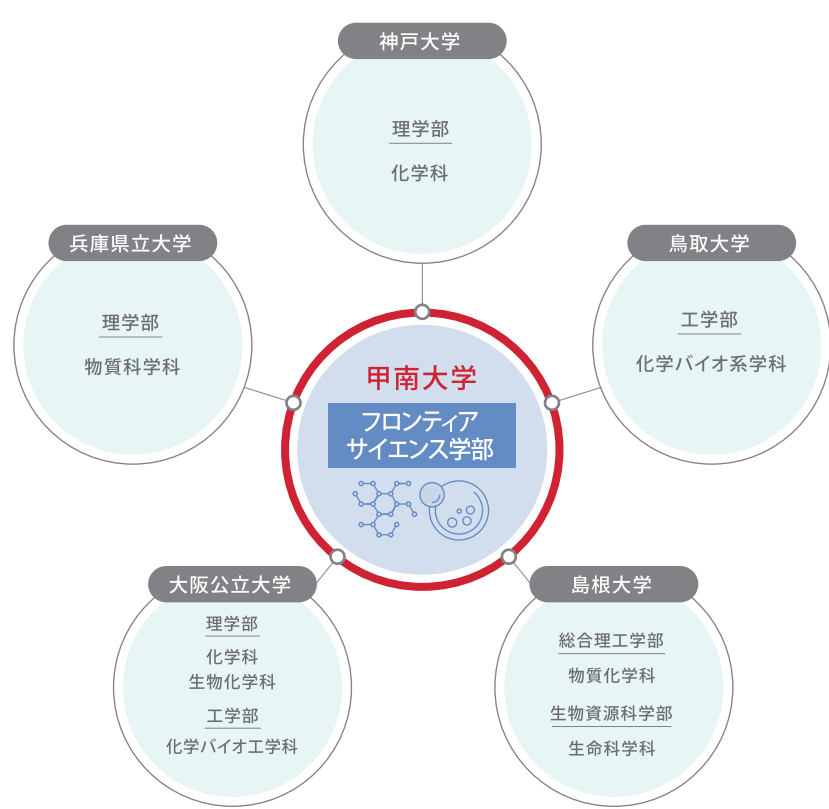 神戸大学
理学部
化学科
兵庫県立大学
理学部
物質科学科
鳥取大学
工学部
化学バイオ系学科
甲南大学
フロンティア
サイエンス学部
大阪公立大学
理学部
化学科
生物化学科
工学部
化学バイオ工学科
島根大学
総合理工学部
物質化学科
生物資源科学部
生命科学科